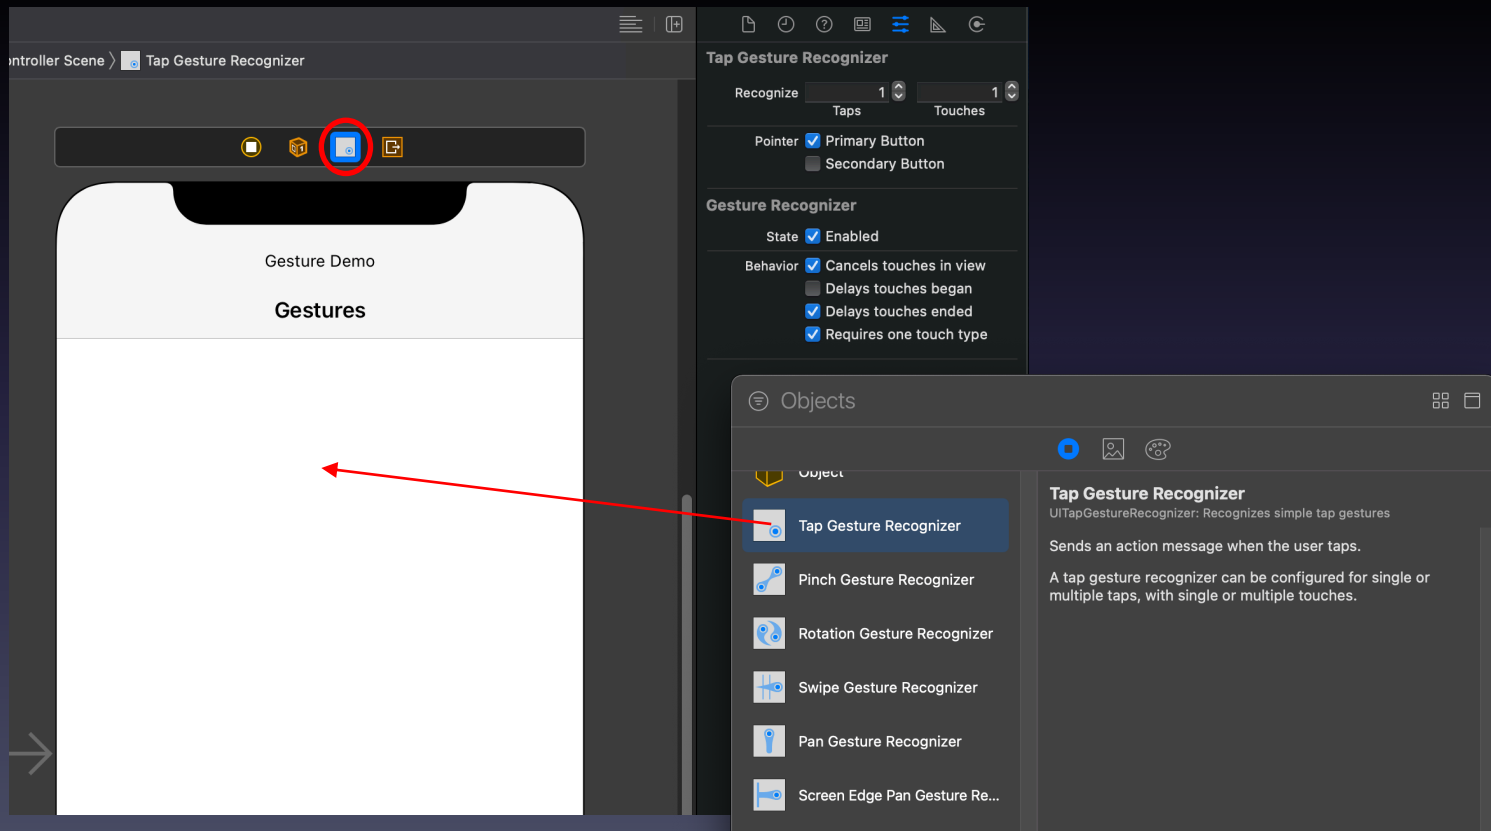 ontroller Scene 〉 Tap Gesture Recognizer
Gesture Demo
Gestures
Tap Gesture Recognizer
Recognize 1 1
Taps Touches
Pointer Primary Button
Secondary Button
Gesture Recognizer
State Enabled
Behavior Cancels touches in view
Delays touches began
Delays touches ended
Requires one touch type
Objects
Object
Tap Gesture Recognizer
Pinch Gesture Recognizer
Rotation Gesture Recognizer
Swipe Gesture Recognizer
Pan Gesture Recognizer
Screen Edge Pan Gesture Re...
Tap Gesture Recognizer
UITapGestureRecognizer: Recognizes simple tap gestures
Sends an action message when the user taps.
A tap gesture recognizer can be configured for single or
multiple taps, with single or multiple touches.